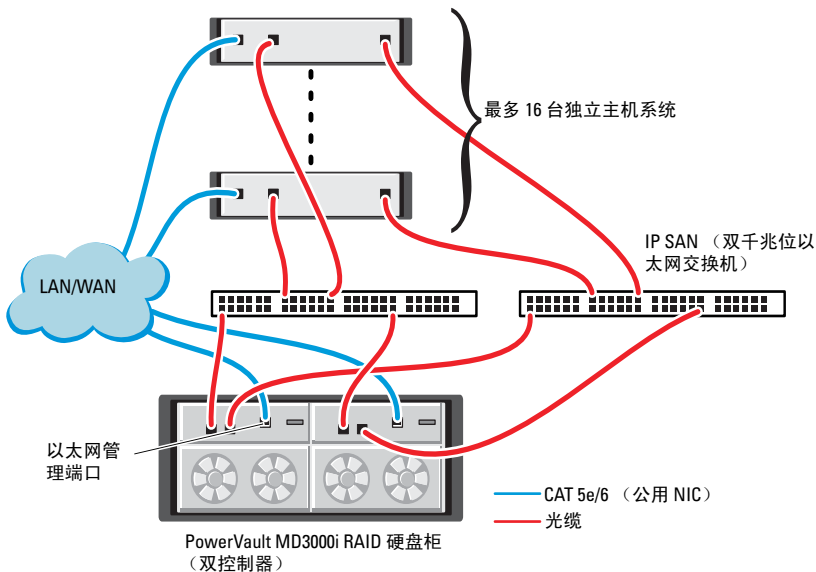 最多 16 台独立主机系统
IP SAN （双千兆位以
太网交换机）
LAN/WAN
以太网管
理端口
CAT 5e/6 （公用 NIC）
光缆
PowerVault MD3000i RAID 硬盘柜
（双控制器）